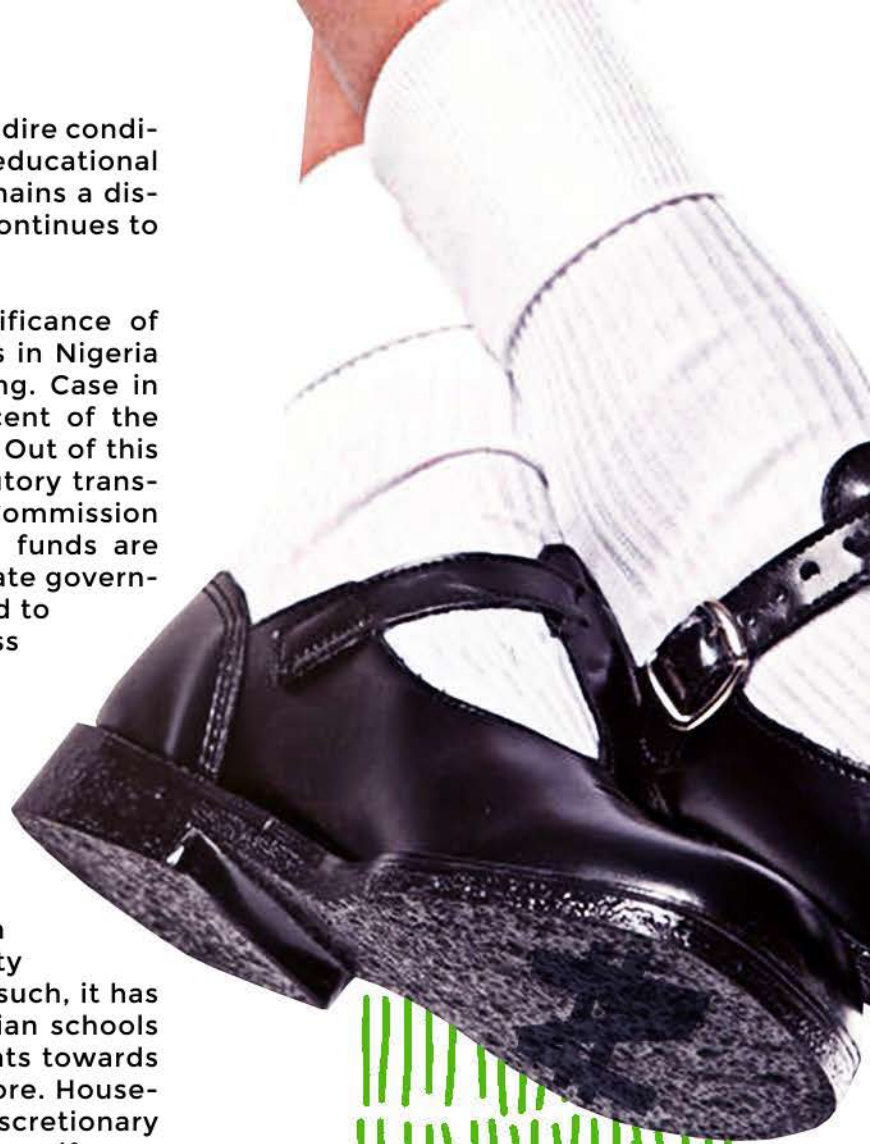 dire condi-
educational
mains a dis-
ontinues to
ificance of
s in Nigeria
ng. Case in
cent of the
Out of this
utory trans-
ommission
funds are
ate govern-
d to
ss
ty
such, it has
ian schools
nts towards
ore. House-
scretionary